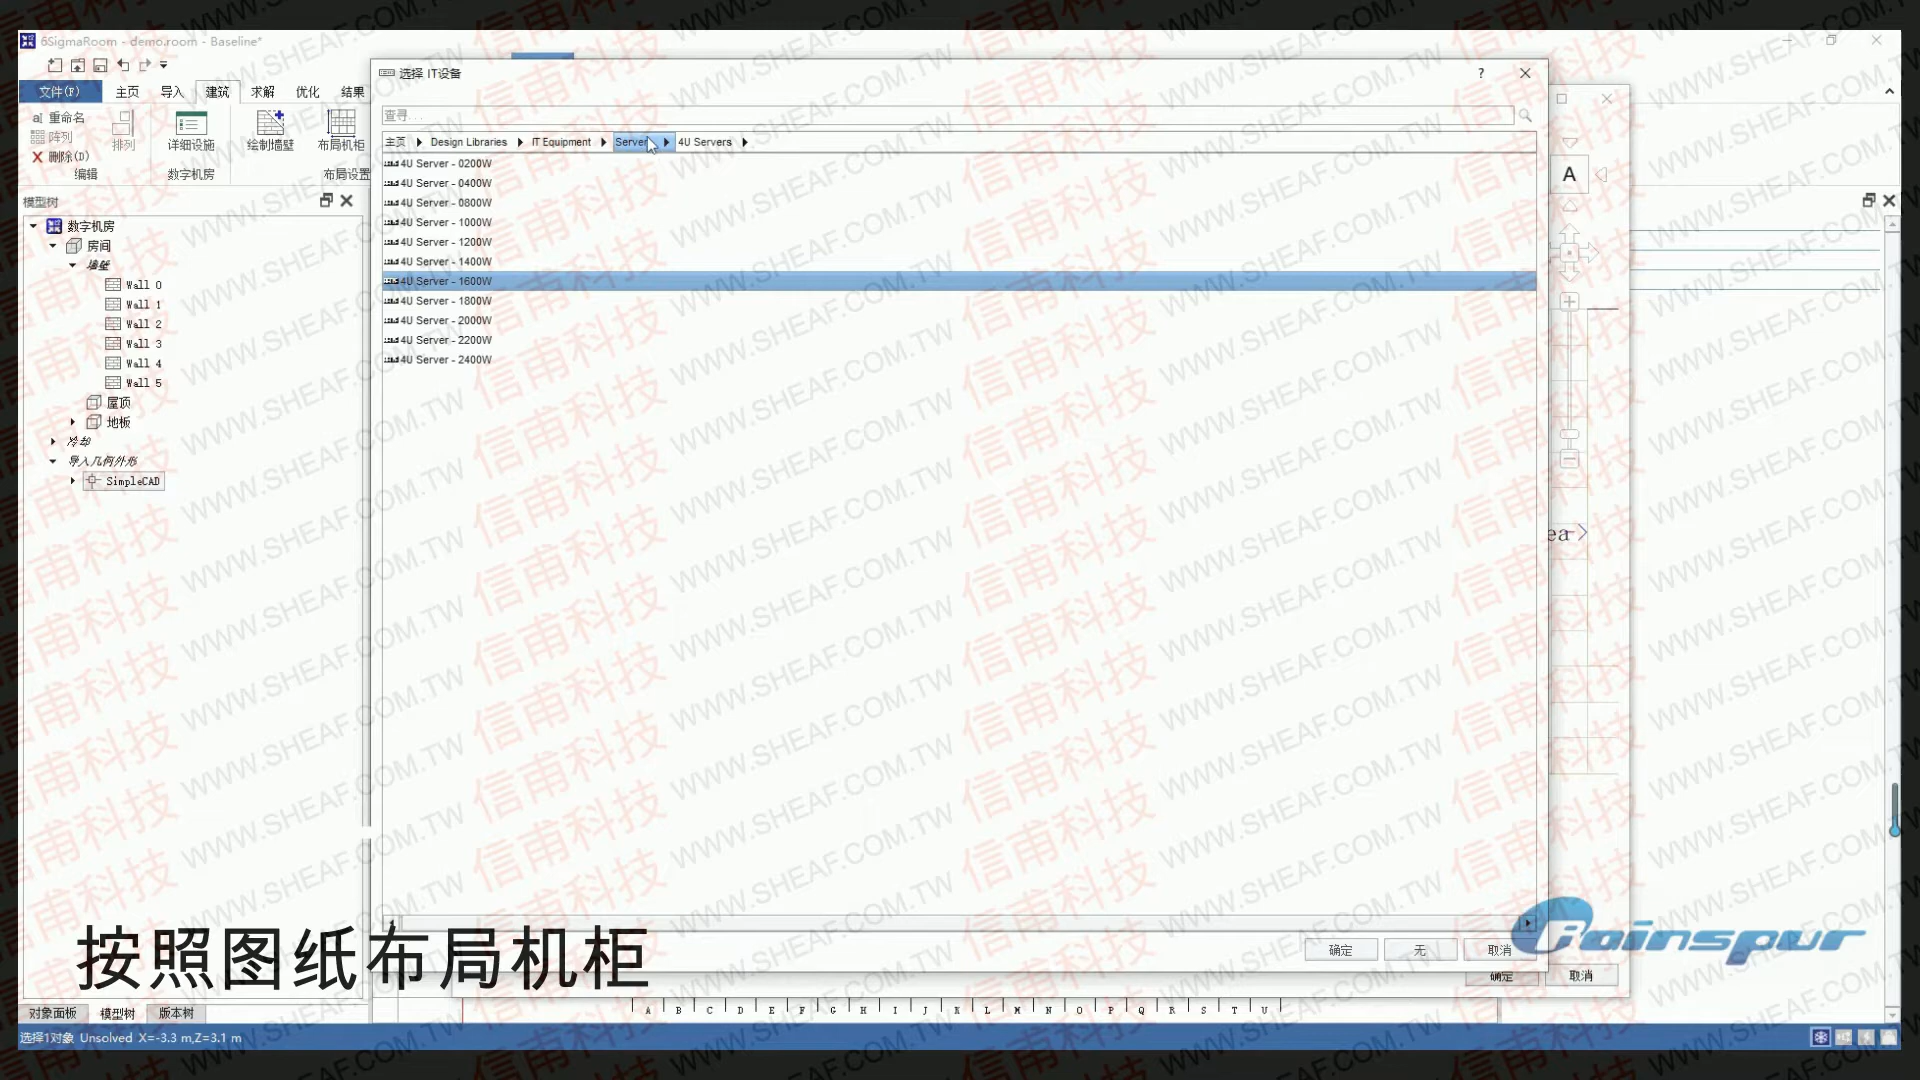 6SigmaRoom - demo.room - Baseline*
文件(F) 主页 导入 建筑 求解 优化 结果
重命名
阵列
删除(D)
编辑
排列
详细设施
数字机房
绘制墙壁
布局机柜
布局设置
模型树
数字机房
房间
墙壁
Wall 0
Wall 1
Wall 2
Wall 3
Wall 4
Wall 5
屋顶
地板
冷却
导入几何外形
SimpleCAD
选择 IT设备
查寻...
主页 Design Libraries IT Equipment Server 4U Servers
4U Server - 0200W
4U Server - 0400W
4U Server - 0800W
4U Server - 1000W
4U Server - 1200W
4U Server - 1400W
4U Server - 1600W
4U Server - 1800W
4U Server - 2000W
4U Server - 2200W
4U Server - 2400W
A
ea
确定 无 取消
确定 取消
按照图纸布局机柜
Painspur
A B C D E F G H I J K L M N O P Q R S T U
对象面板 模型树 版本树
选择1对象 Unsolved X=-3.3 m,Z=3.1 m
信甫科技 WWW.SHEAF.COM.TW